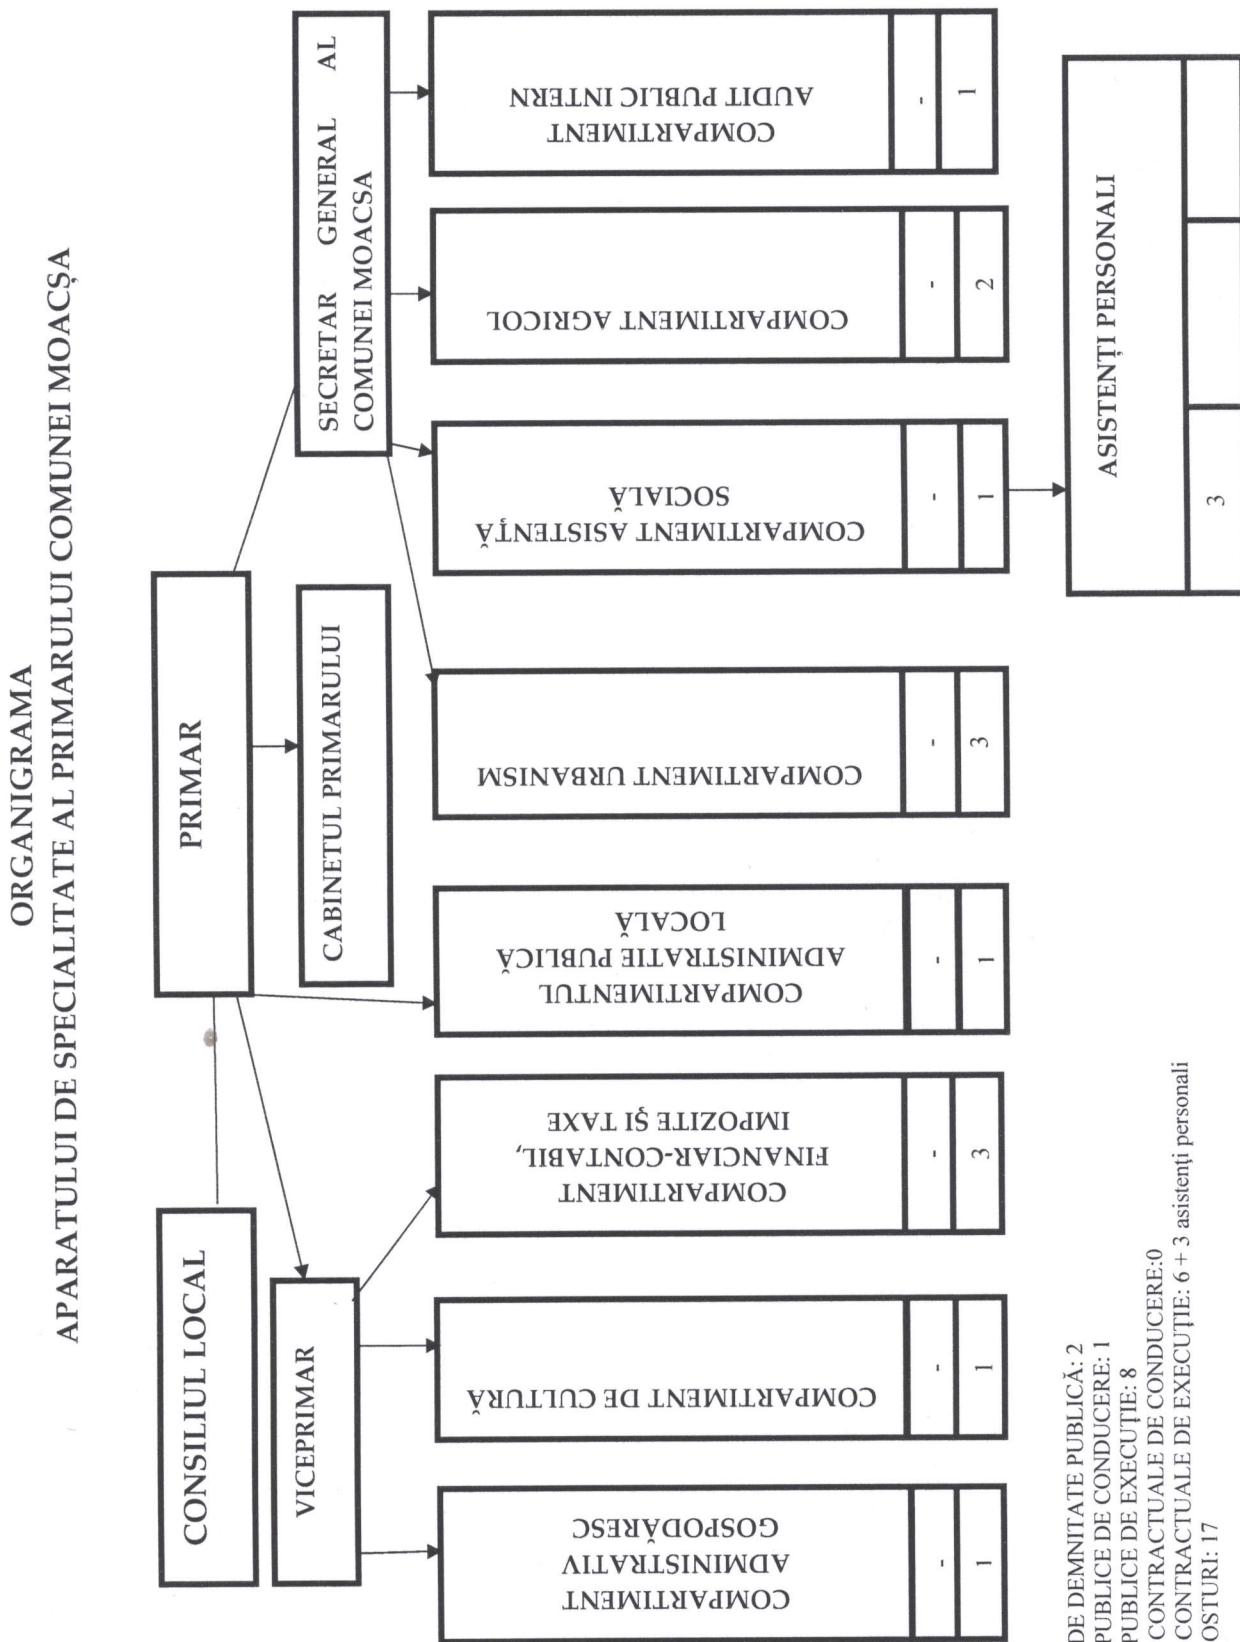 ORGANIGRAMA
APARATULUI DE SPECIALITATE AL PRIMARULUI COMUNEI MOACȘA
CONSILIUL LOCAL
PRIMAR
VICEPRIMAR
CABINETUL PRIMARULUI
SECRETAR GENERAL AL
COMUNEI MOACSA
COMPARTIMENT
ADMINISTRATIV
GOSPODĂRESC
-
1
COMPARTIMENT DE CULTURĂ
-
1
COMPARTIMENT
FINANCIAR-CONTABIL,
IMPOZITE ȘI TAXE
-
3
COMPARTIMENTUL
ADMINISTRATIE PUBLICĂ
LOCALĂ
-
1
COMPARTIMENT URBANISM
-
3
COMPARTIMENT ASISTENȚĂ
SOCIALĂ
-
1
COMPARTIMENT AGRICOL
-
2
COMPARTIMENT
AUDIT PUBLIC INTERN
-
1
ASISTENȚI PERSONALI
3
DE DEMNITATE PUBLICĂ: 2
PUBLICE DE CONDUCERE: 1
PUBLICE DE EXECUȚIE: 8
CONTRACTUALE DE CONDUCERE:0
CONTRACTUALE DE EXECUȚIE: 6 + 3 asistenți personali
OSTURI: 17